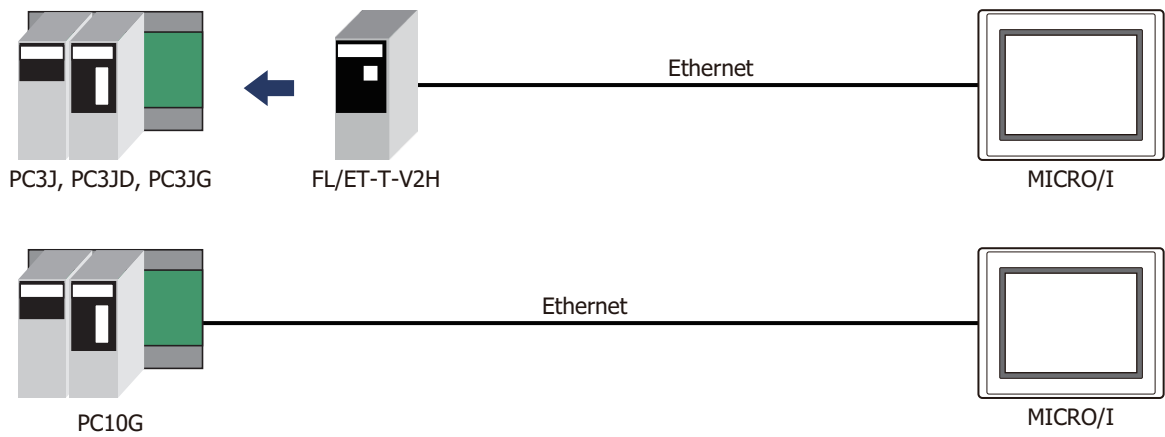 Ethernet
PC3J, PC3JD, PC3JG
FL/ET-T-V2H
MICRO/I
Ethernet
PC10G
MICRO/I